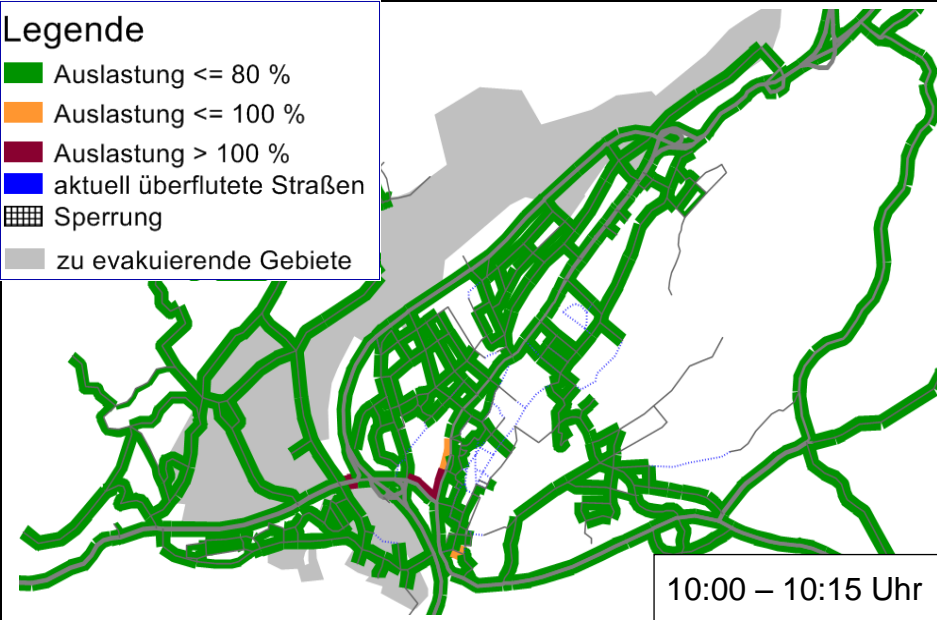 Legende
Auslastung <= 80 %
Auslastung <= 100 %
Auslastung > 100 %
aktuell überflutete Straßen
Sperrung
zu evakuierende Gebiete
10:00 – 10:15 Uhr